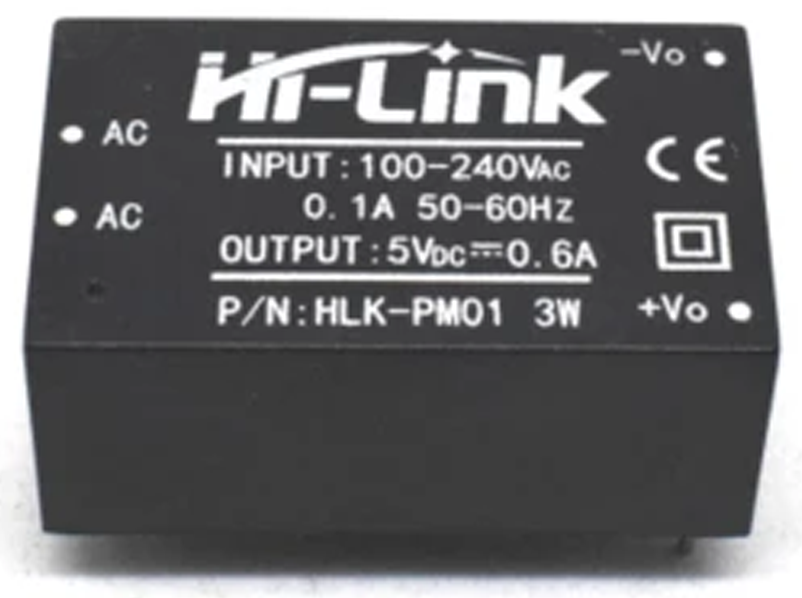 Hi-Link
-Vo
AC
INPUT:100-240VAC
0.1A 50-60HZ
AC
OUTPUT:5VDC⎓0.6A
P/N:HLK-PM01 3W
CE
+Vo